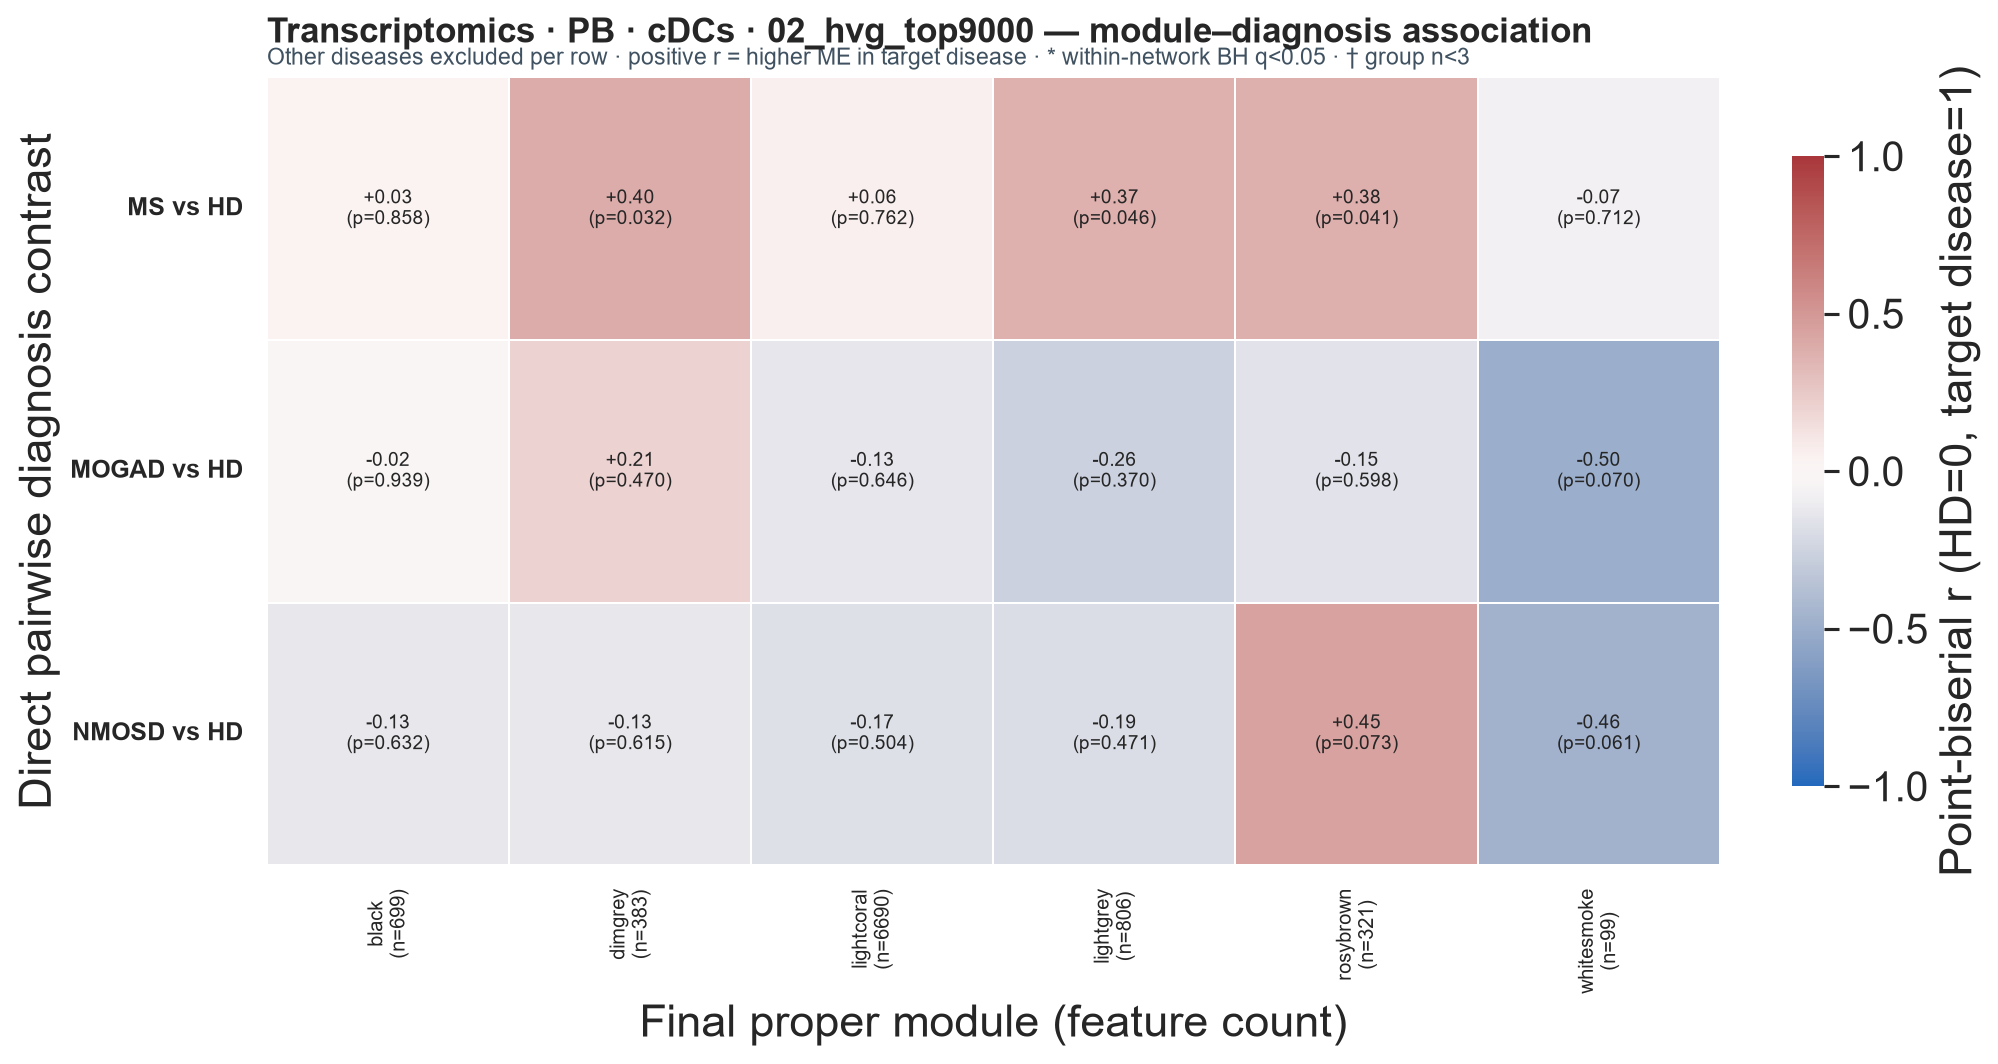 Transcriptomics · PB · cDCs · 02_hvg_top9000 — module–diagnosis association
Other diseases excluded per row · positive r = higher ME in target disease · * within-network BH q<0.05 · † group n<3
Direct pairwise diagnosis contrast
MS vs HD
+0.03
(p=0.858)
+0.40
(p=0.032)
+0.06
(p=0.762)
+0.37
(p=0.046)
+0.38
(p=0.041)
-0.07
(p=0.712)
MOGAD vs HD
-0.02
(p=0.939)
+0.21
(p=0.470)
-0.13
(p=0.646)
-0.26
(p=0.370)
-0.15
(p=0.598)
-0.50
(p=0.070)
NMOSD vs HD
-0.13
(p=0.632)
-0.13
(p=0.615)
-0.17
(p=0.504)
-0.19
(p=0.471)
+0.45
(p=0.073)
-0.46
(p=0.061)
black
(n=699)
dimgrey
(n=383)
lightcoral
(n=6690)
lightgrey
(n=806)
rosybrown
(n=321)
whitesmoke
(n=99)
Final proper module (feature count)
1.0
0.5
0.0
−0.5
−1.0
Point-biserial r (HD=0, target disease=1)